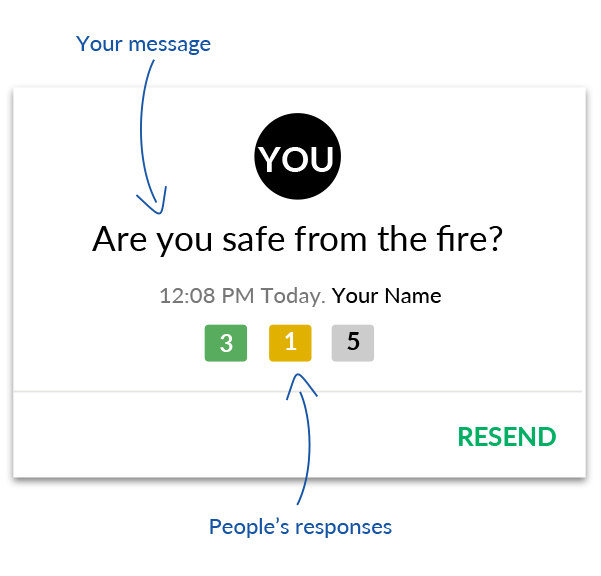 Your message
YOU
Are you safe from the fire?
12:08 PM Today. Your Name
3 1 5
RESEND
People’s responses